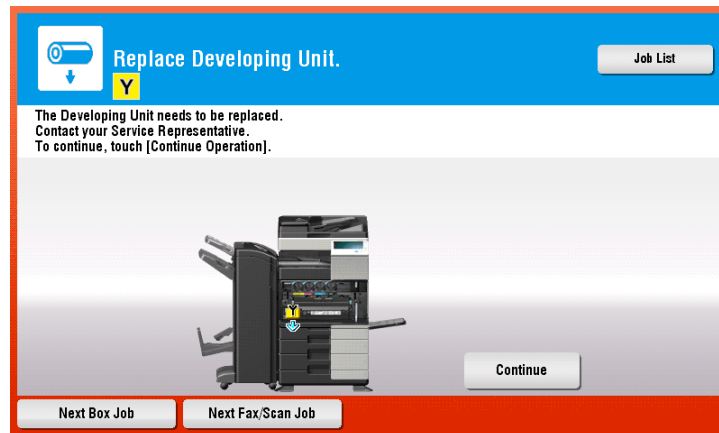 Replace Developing Unit.
Job List
Y
The Developing Unit needs to be replaced.
Contact your Service Representative.
To continue, touch [Continue Operation].
Y
Continue
Next Box Job
Next Fax/Scan Job